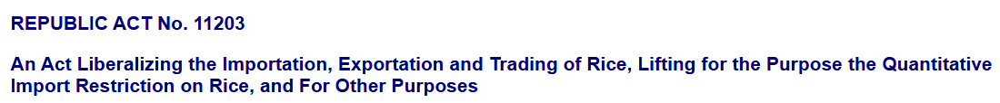 REPUBLIC ACT No. 11203
An Act Liberalizing the Importation, Exportation and Trading of Rice, Lifting for the Purpose the Quantitative
Import Restriction on Rice, and For Other Purposes